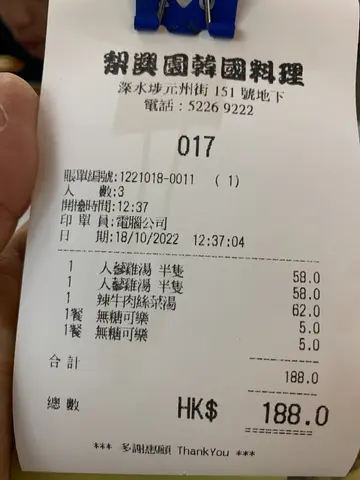 梨興園韓國料理
深水埗元州街 151 號地下
電話 : 5226 9222
017
賬單編號:1221018-0011 ( 1)
人 數:3
開檯時間:12:37
印 單 員:電腦公司
日 期:18/10/2022 12:37:04
1 人蔘雞湯 半隻 58.0
1 人蔘雞湯 半隻 58.0
1 辣牛肉絲菜湯 62.0
1餐 無糖可樂 5.0
1餐 無糖可樂 5.0
合計 188.0
總數 HK$ 188.0
*** 多謝惠顧 ThankYou ***